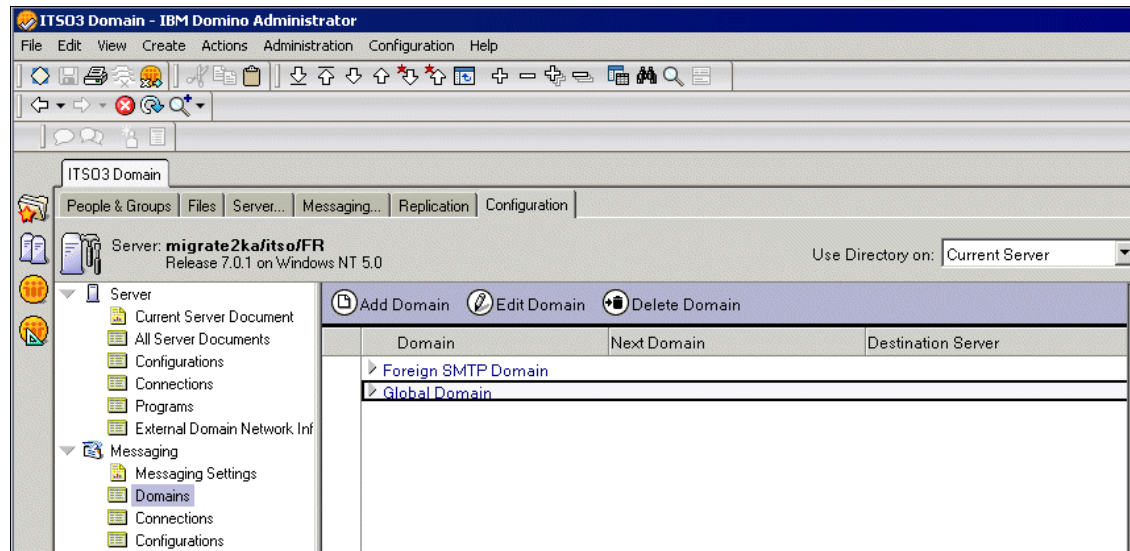 ITSO3 Domain - IBM Domino Administrator
File Edit View Create Actions Administration Configuration Help
ITSO3 Domain
People & Groups Files Server... Messaging... Replication Configuration
Server: migrate2ka/itso/FR
Release 7.0.1 on Windows NT 5.0
Use Directory on: Current Server
Server
Current Server Document
All Server Documents
Configurations
Connections
Programs
External Domain Network Inf
Messaging
Messaging Settings
Domains
Connections
Configurations
Add Domain Edit Domain Delete Domain
Domain Next Domain Destination Server
Foreign SMTP Domain
Global Domain